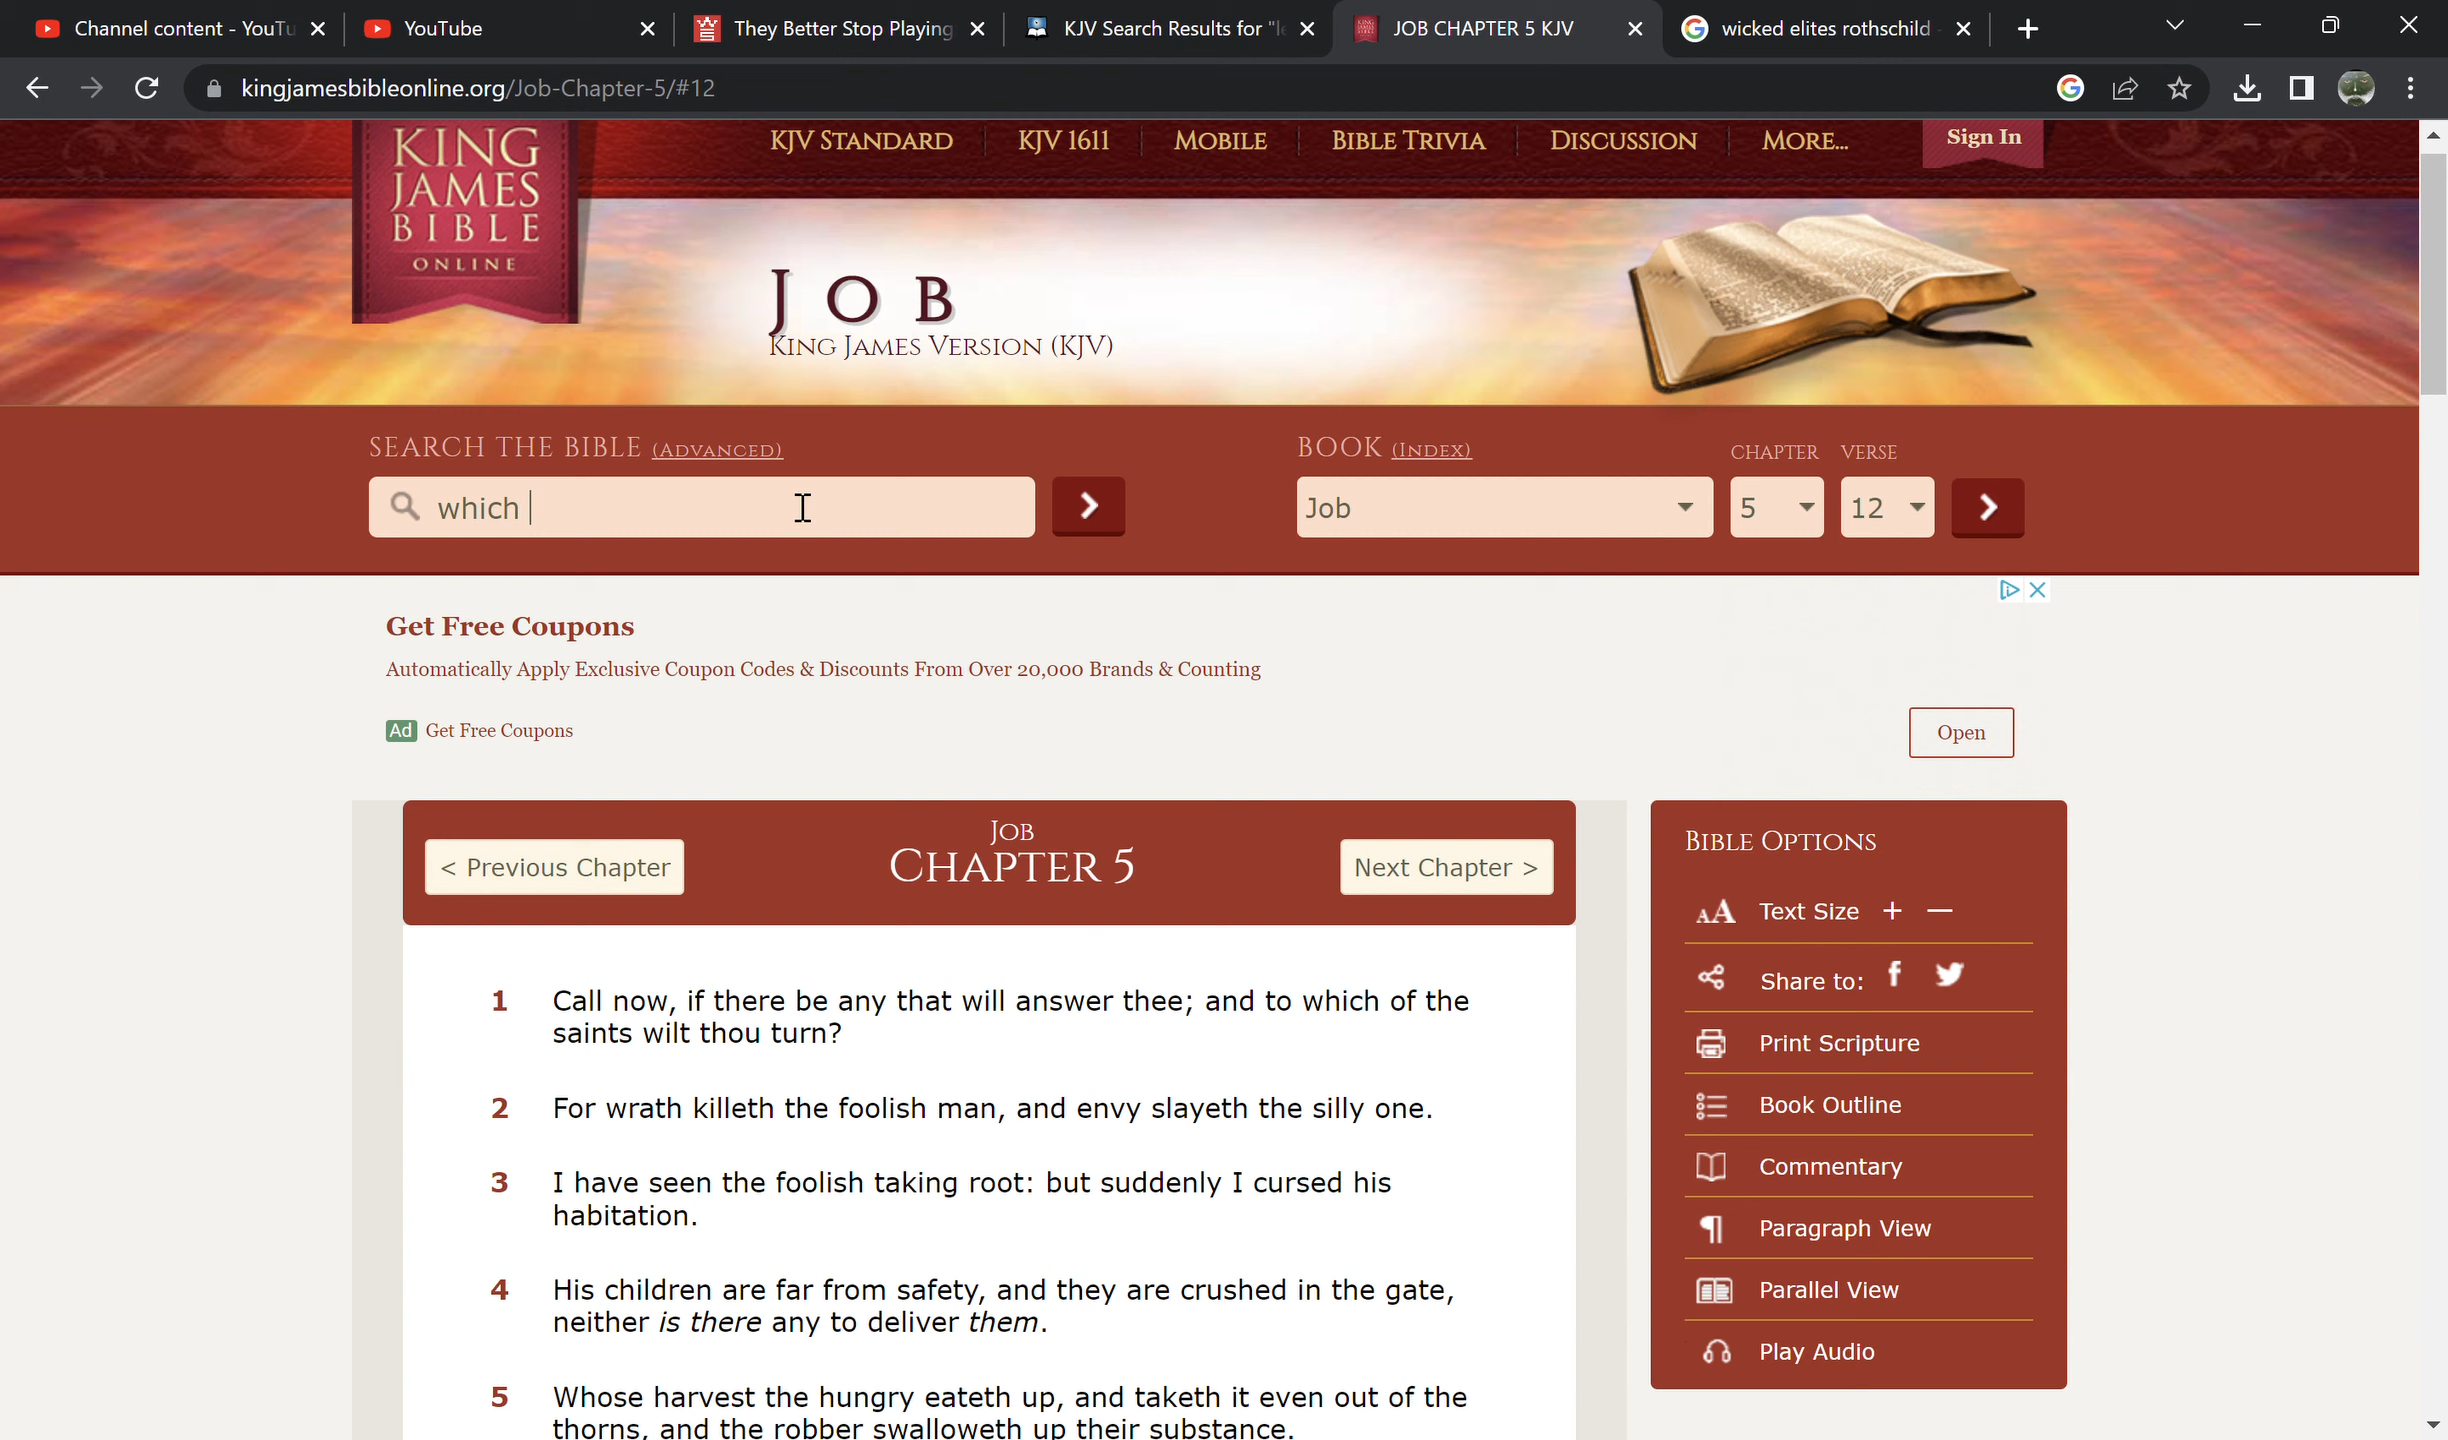 Channel content - YouTu
YouTube
They Better Stop Playing
KJV Search Results for "le
JOB CHAPTER 5 KJV
wicked elites rothschild -
kingjamesbibleonline.org/Job-Chapter-5/#12
KING
JAMES
BIBLE
ONLINE
KJV STANDARD
KJV 1611
MOBILE
BIBLE TRIVIA
DISCUSSION
MORE...
Sign In
JOB
KING JAMES VERSION (KJV)
SEARCH THE BIBLE (ADVANCED)
BOOK (INDEX)
CHAPTER
VERSE
which
Job
5
12
Get Free Coupons
Automatically Apply Exclusive Coupon Codes & Discounts From Over 20,000 Brands & Counting
Ad Get Free Coupons
Open
< Previous Chapter
JOB
CHAPTER 5
Next Chapter >
1 Call now, if there be any that will answer thee; and to which of the
saints wilt thou turn?
2 For wrath killeth the foolish man, and envy slayeth the silly one.
3 I have seen the foolish taking root: but suddenly I cursed his
habitation.
4 His children are far from safety, and they are crushed in the gate,
neither is there any to deliver them.
5 Whose harvest the hungry eateth up, and taketh it even out of the
thorns, and the robber swalloweth up their substance.
BIBLE OPTIONS
AA Text Size + −
Share to:
Print Scripture
Book Outline
Commentary
Paragraph View
Parallel View
Play Audio